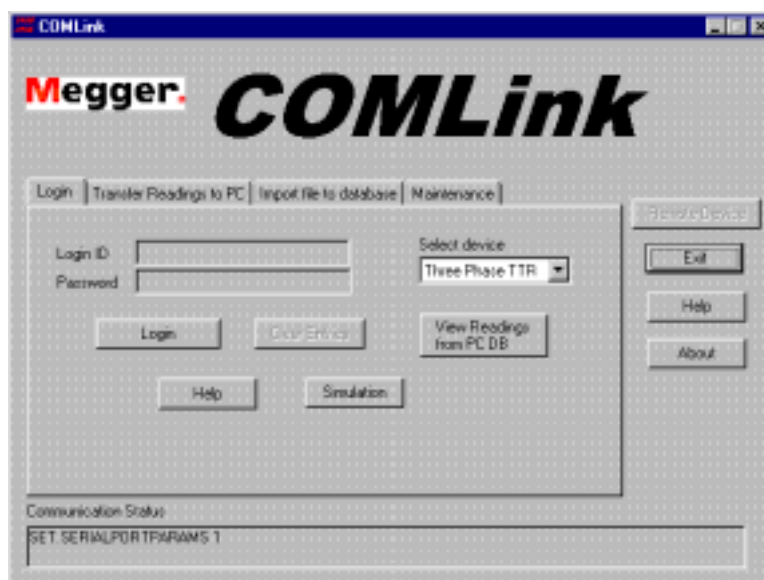 COMLink
Megger.
COMLink
Login
Transfer Readings to PC
Import file to database
Maintenance
Remote Device
Login ID
Select device
Exit
Password
Three Phase TTR
Help
Login
Clear Entries
View Readings
from PC DB
About
Help
Simulation
Communication Status
SET SERIALPORTPARAMS 1